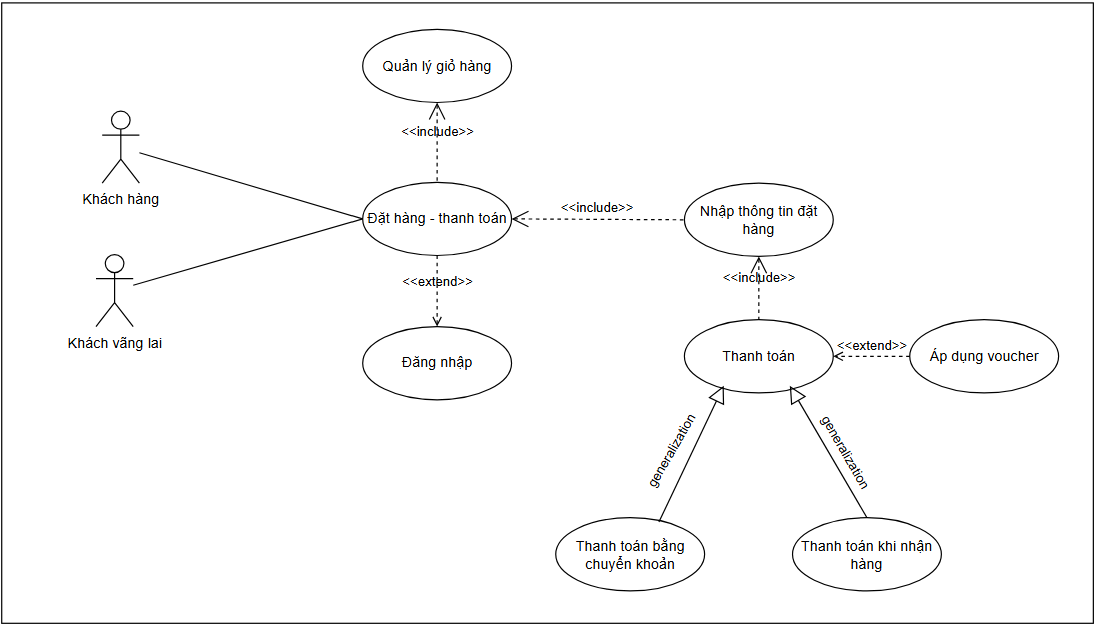 Quản lý giỏ hàng
<<include>>
Khách hàng
Đặt hàng - thanh toán
<<include>>
Nhập thông tin đặt
hàng
<<extend>>
<<include>>
Khách vãng lai
Đăng nhập
Thanh toán
<<extend>>
Áp dụng voucher
generalization
generalization
Thanh toán bằng
chuyển khoản
Thanh toán khi nhận
hàng